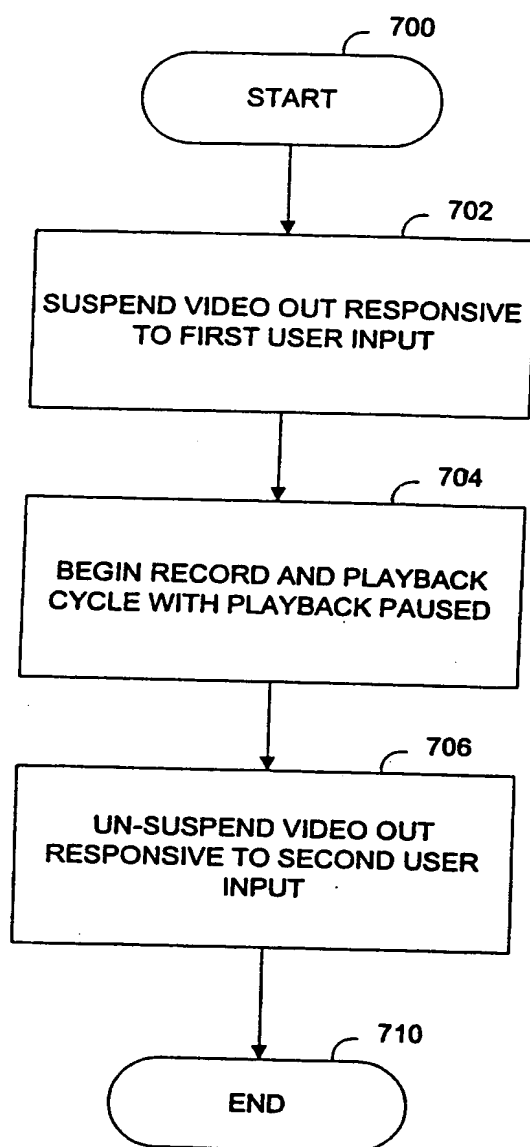 700
START
702
SUSPEND VIDEO OUT RESPONSIVE
TO FIRST USER INPUT
704
BEGIN RECORD AND PLAYBACK
CYCLE WITH PLAYBACK PAUSED
706
UN-SUSPEND VIDEO OUT
RESPONSIVE TO SECOND USER
INPUT
710
END